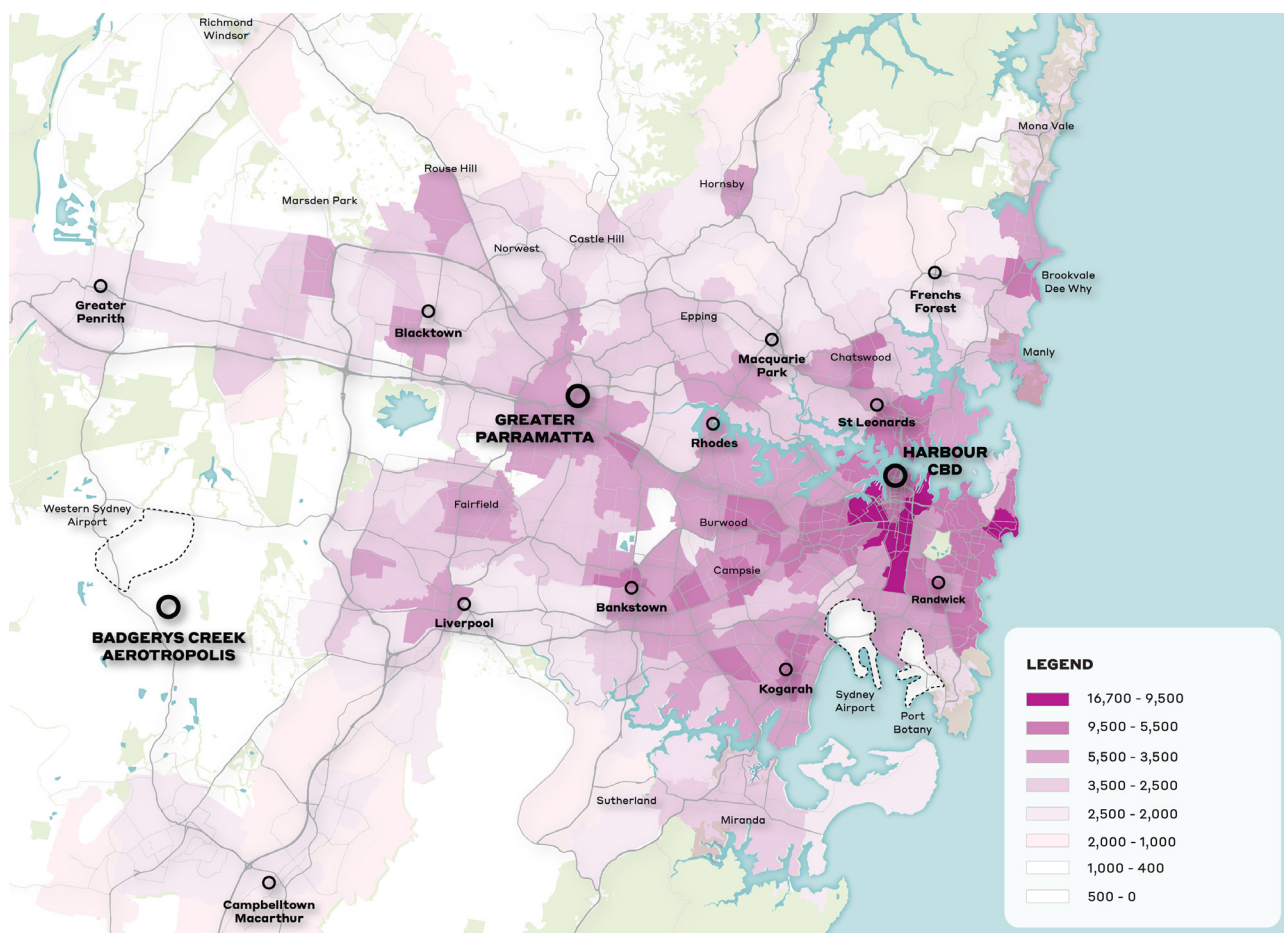 Richmond
Windsor
Mona Vale
Rouse Hill
Hornsby
Marsden Park
Castle Hill
Norwest
Brookvale
Dee Why
Frenchs
Forest
Greater
Penrith
Blacktown
Epping
Macquarie
Park
Chatswood
Manly
GREATER
PARRAMATTA
St Leonards
Rhodes
HARBOUR
CBD
Fairfield
Western Sydney
Airport
Burwood
Campsie
Randwick
Bankstown
Liverpool
BADGERYS CREEK
AEROTROPOLIS
Kogarah
Sydney
Airport
Port
Botany
Sutherland
Miranda
Campbelltown
Macarthur
LEGEND
16,700 - 9,500
9,500 - 5,500
5,500 - 3,500
3,500 - 2,500
2,500 - 2,000
2,000 - 1,000
1,000 - 400
500 - 0